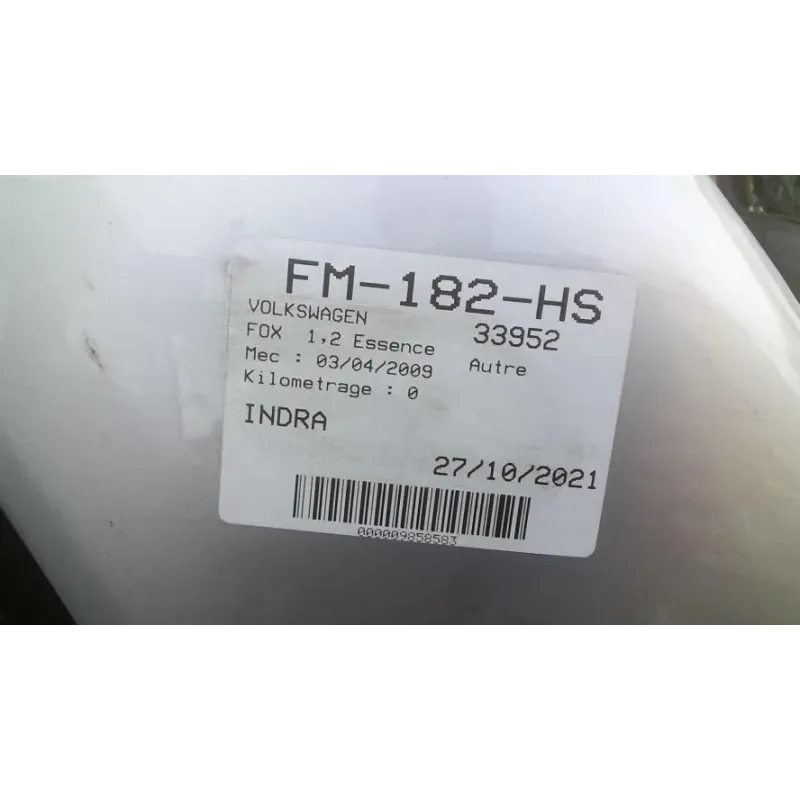 FM-182-HS
VOLKSWAGEN 33952
FOX 1,2 Essence
Mec : 03/04/2009 Autre
Kilometrage : 0
INDRA
27/10/2021
000009858583